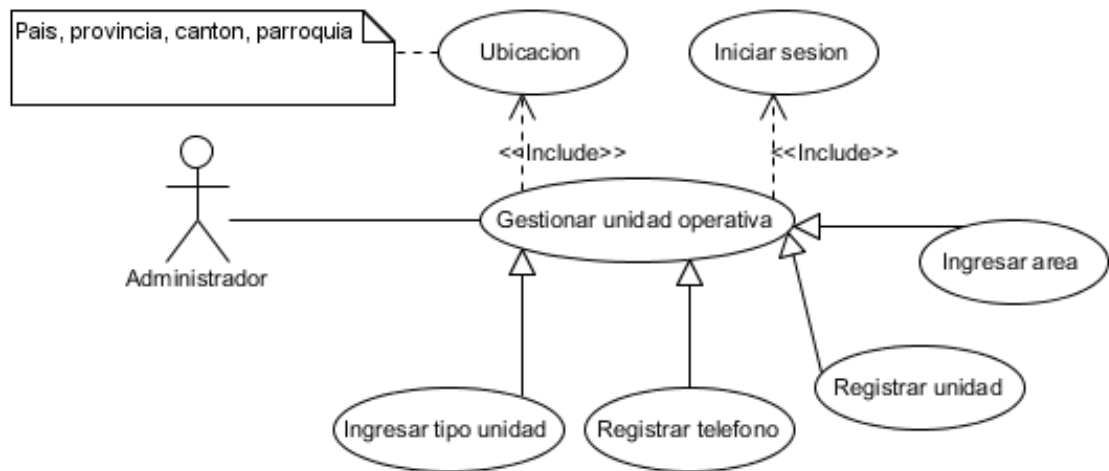 Pais, provincia, canton, parroquia
Ubicacion
Iniciar sesion
<<Include>>
<<Include>>
Gestionar unidad operativa
Administrador
Ingresar area
Registrar unidad
Ingresar tipo unidad
Registrar telefono